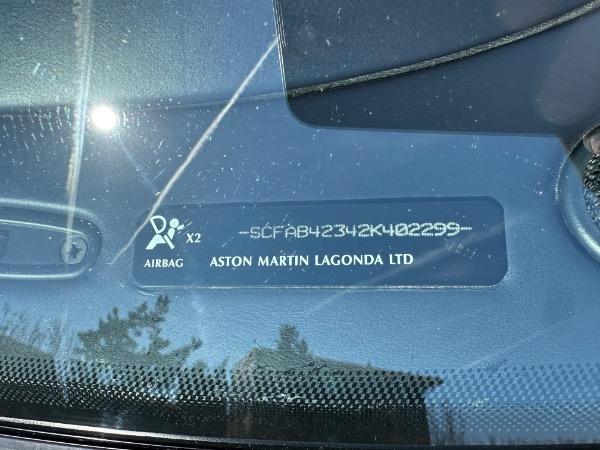 X2 -SCFAB42342K402299-
AIRBAG ASTON MARTIN LAGONDA LTD